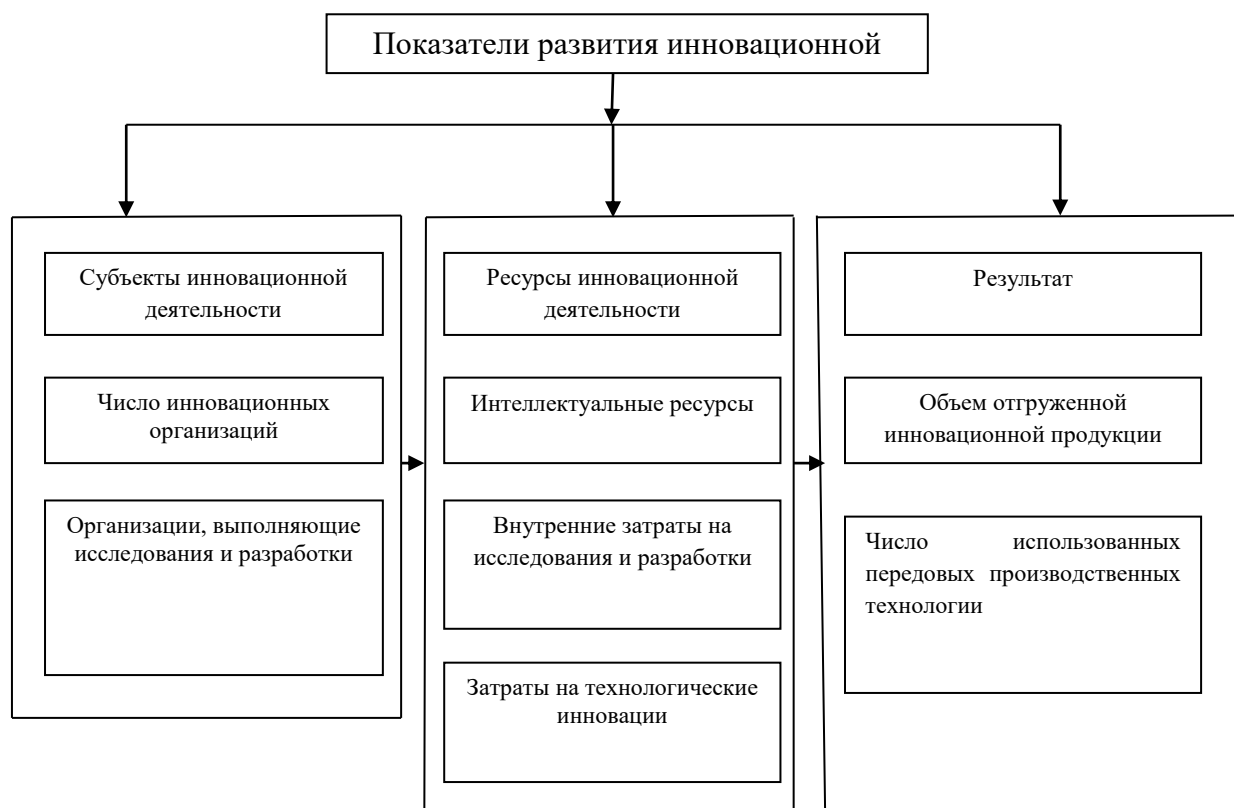 Показатели развития инновационной
Субъекты инновационной
деятельности
Число инновационных
организаций
Организации, выполняющие
исследования и разработки
Ресурсы инновационной
деятельности
Интеллектуальные ресурсы
Внутренние затраты на
исследования и разработки
Затраты на технологические
инновации
Результат
Объем отгруженной
инновационной продукции
Число использованных
передовых производственных
технологии